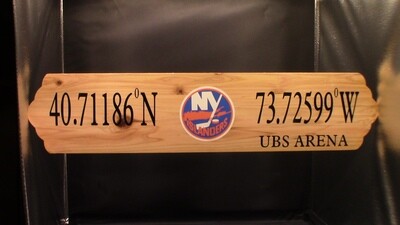 40.71186°N
NY
ISLANDERS
73.72599°W
UBS ARENA